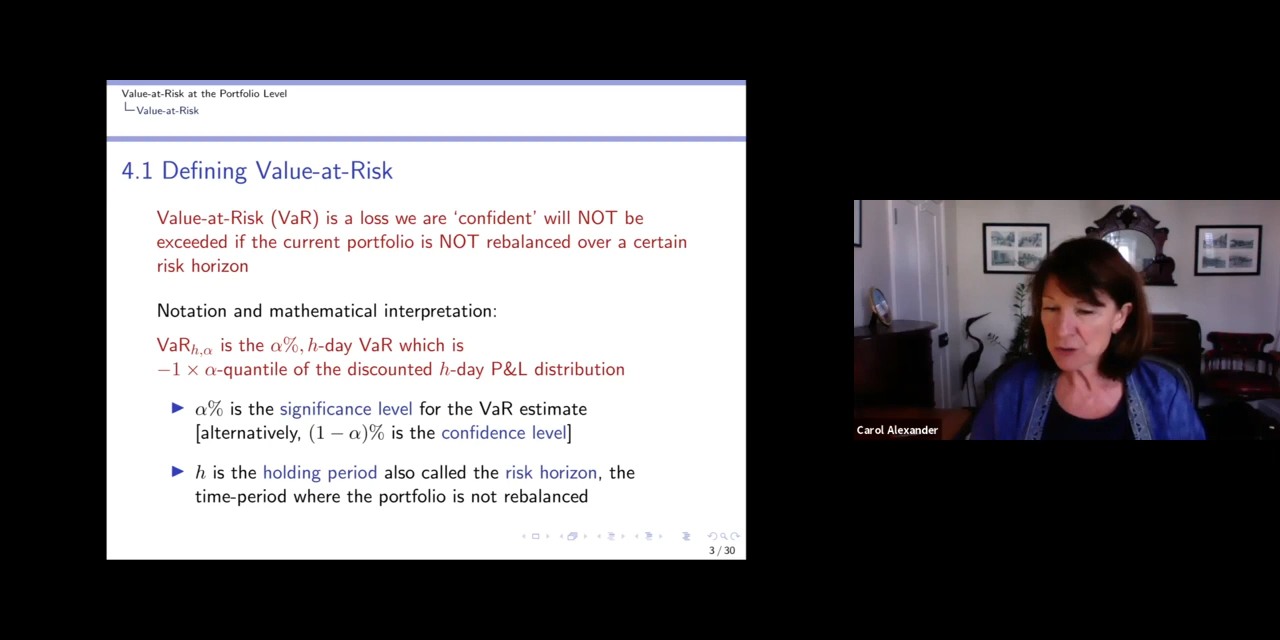 Value-at-Risk at the Portfolio Level
Value-at-Risk
4.1 Defining Value-at-Risk
Value-at-Risk (VaR) is a loss we are ‘confident’ will NOT be
exceeded if the current portfolio is NOT rebalanced over a certain
risk horizon
Notation and mathematical interpretation:
VaRₕ,α is the α%, h-day VaR which is
−1 × α-quantile of the discounted h-day P&L distribution
▶ α% is the significance level for the VaR estimate
[alternatively, (1 − α)% is the confidence level]
▶ h is the holding period also called the risk horizon, the
time-period where the portfolio is not rebalanced
3 / 30
Carol Alexander